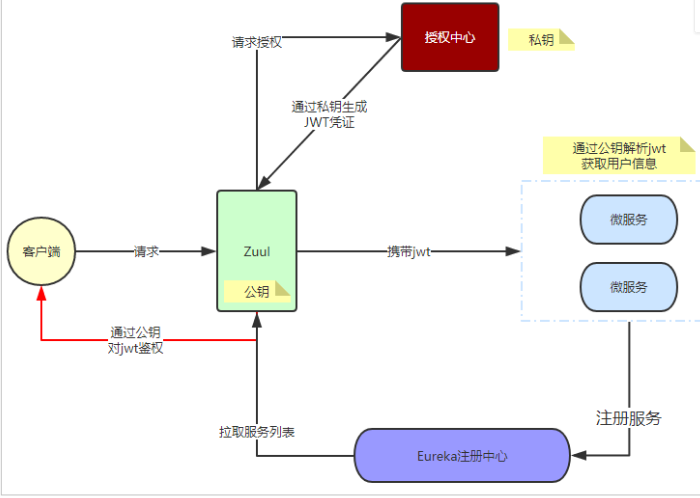 请求授权
授权中心
私钥
通过私钥生成
JWT凭证
通过公钥解析jwt
获取用户信息
微服务
客户端
请求
Zuul
携带jwt
微服务
公钥
通过公钥
对jwt鉴权
注册服务
拉取服务列表
Eureka注册中心